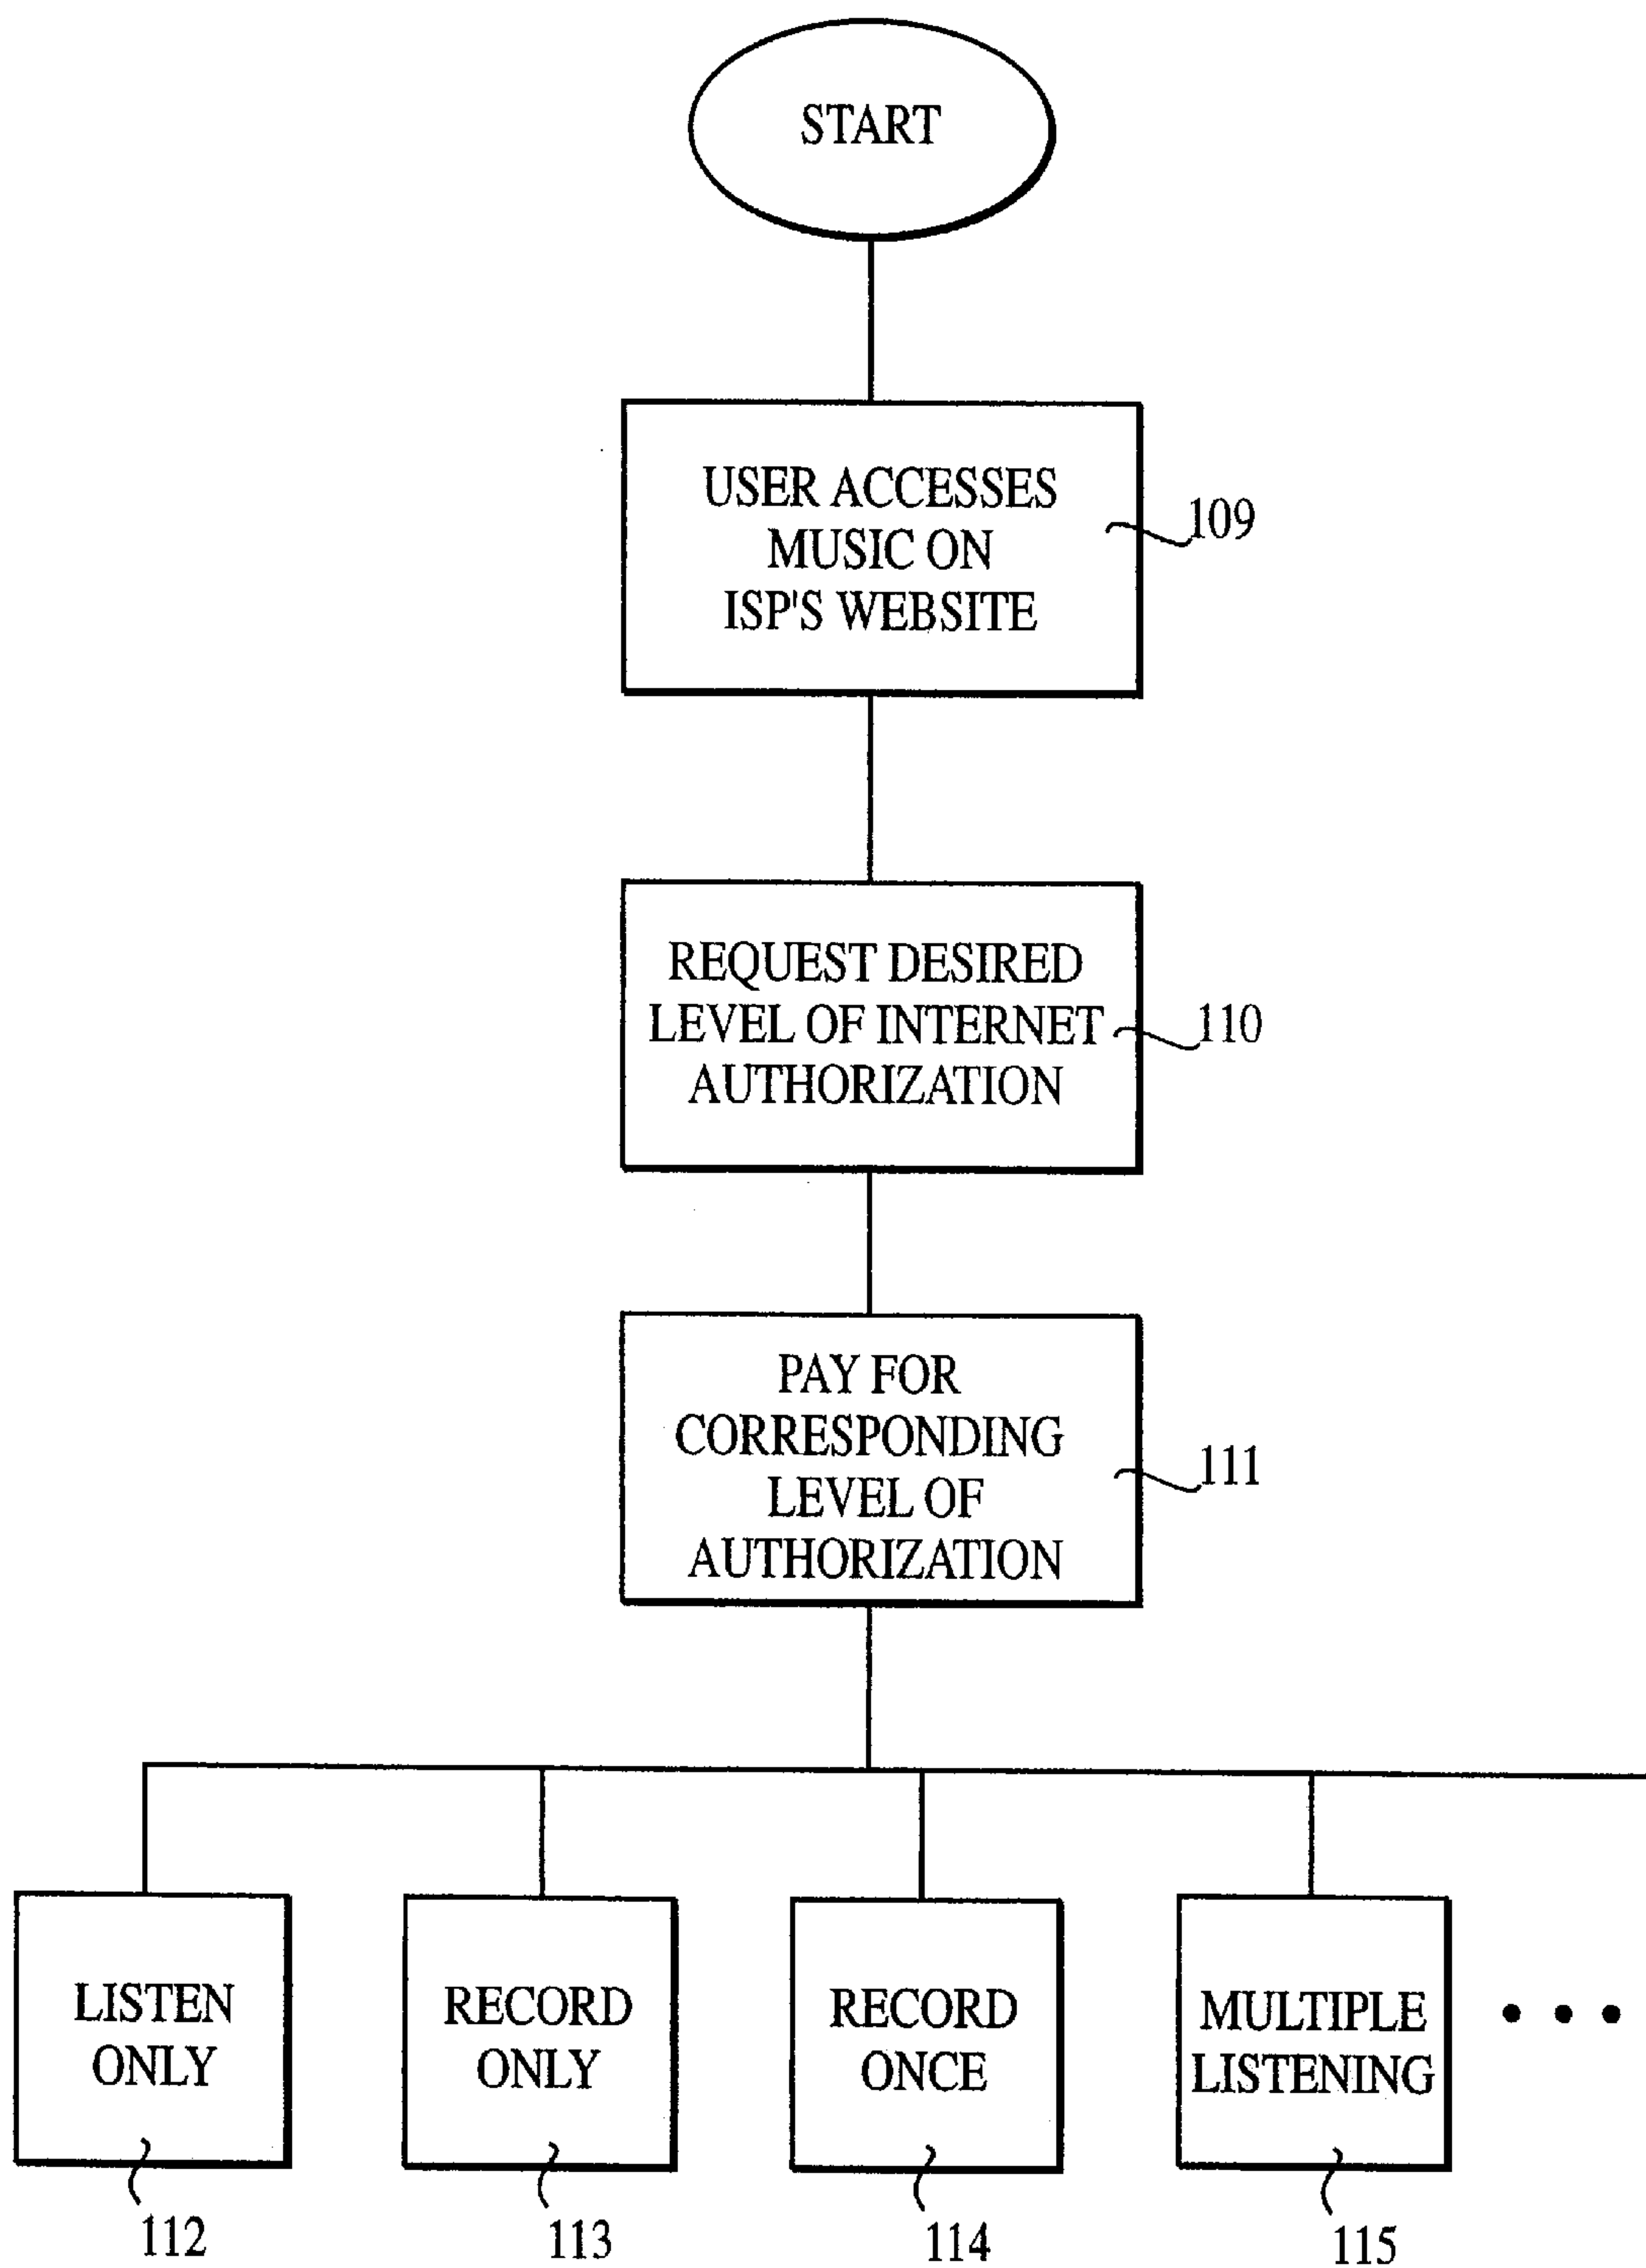 START
USER ACCESSES
MUSIC ON
ISP'S WEBSITE
109
REQUEST DESIRED
LEVEL OF INTERNET
AUTHORIZATION
110
PAY FOR
CORRESPONDING
LEVEL OF
AUTHORIZATION
111
LISTEN
ONLY
112
RECORD
ONLY
113
RECORD
ONCE
114
MULTIPLE
LISTENING
115
• • •